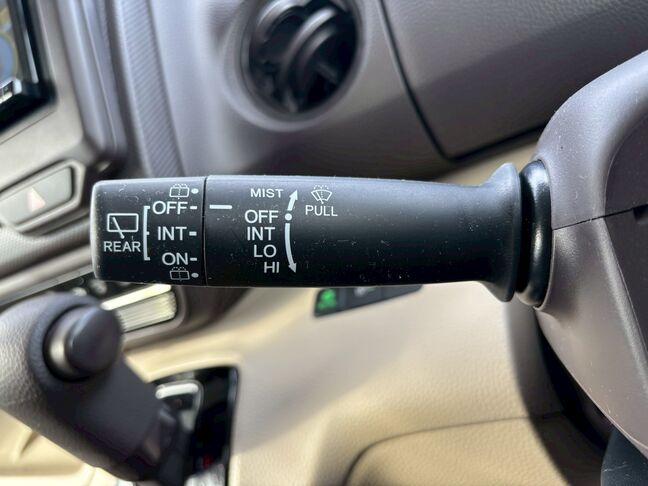 REAR
OFF
INT
ON
MIST
OFF
INT
LO
HI
PULL